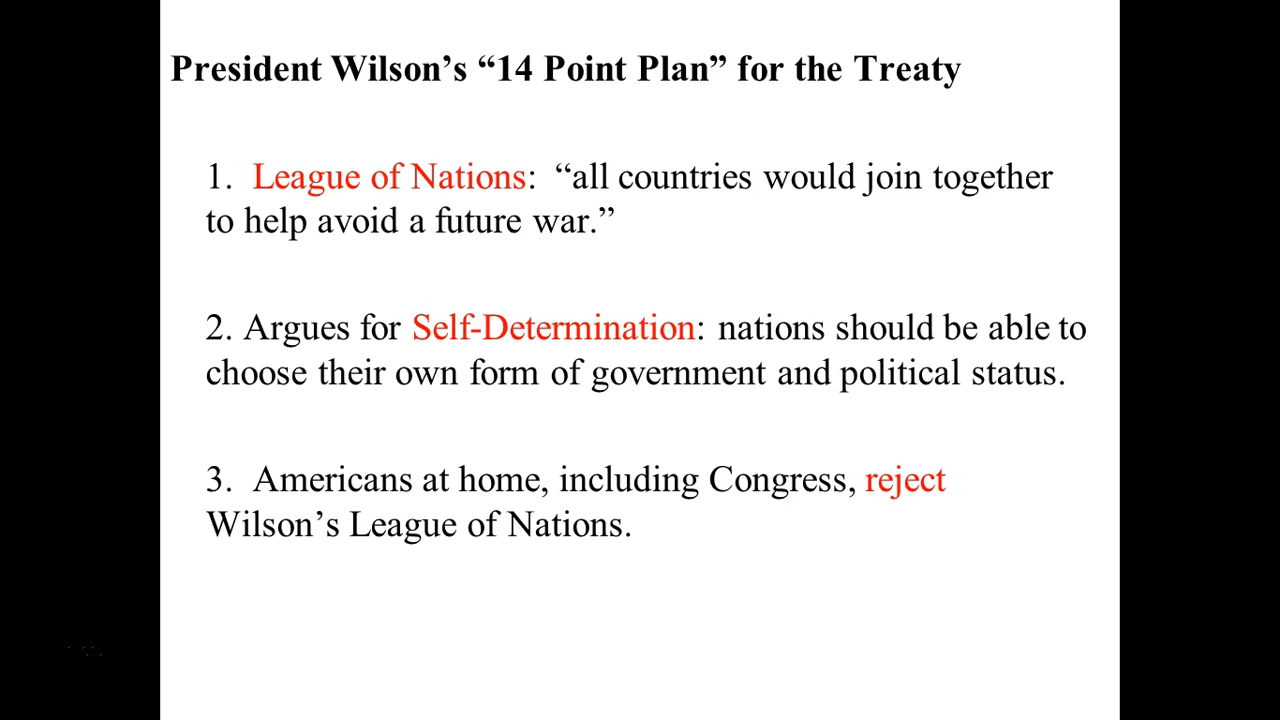 President Wilson’s “14 Point Plan” for the Treaty
1. League of Nations: “all countries would join together
to help avoid a future war.”
2. Argues for Self-Determination: nations should be able to
choose their own form of government and political status.
3. Americans at home, including Congress, reject
Wilson’s League of Nations.